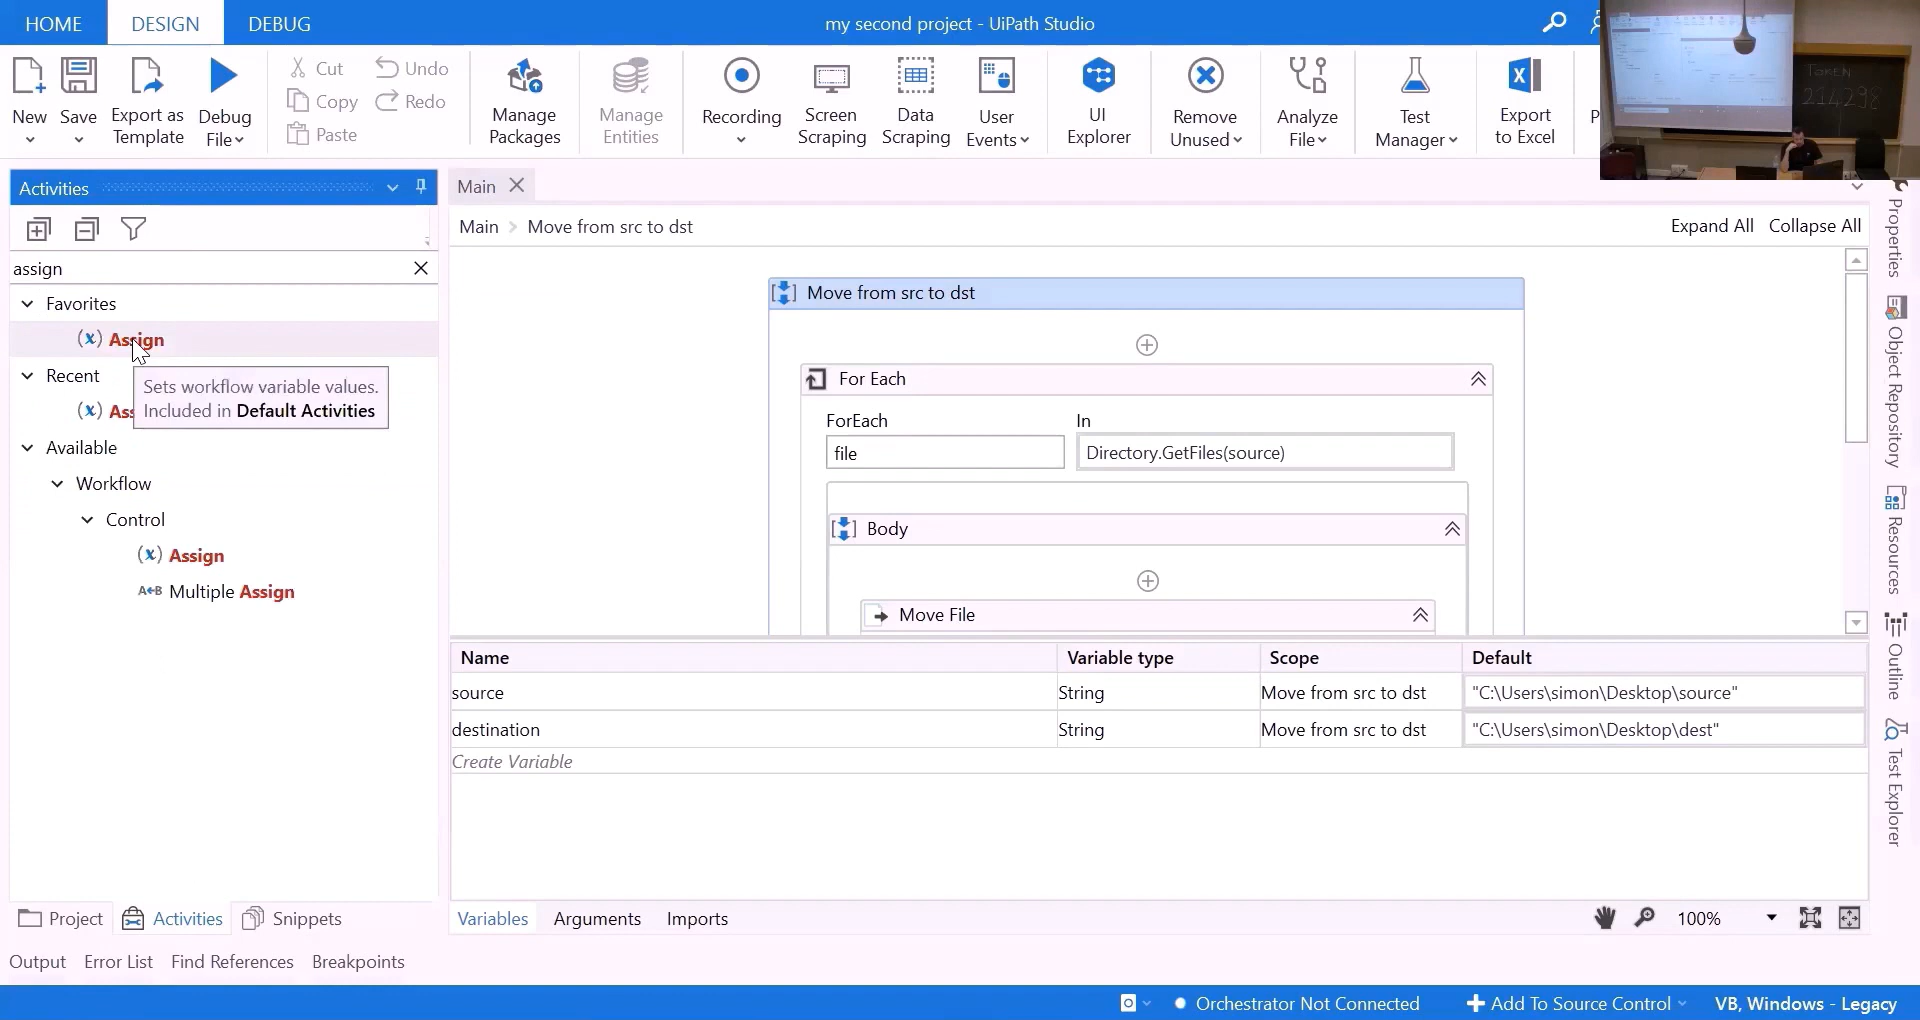 HOME DESIGN DEBUG my second project - UiPath Studio
New Save Export as Template Debug File Cut Copy Paste Undo Redo Manage Packages Manage Entities Recording Screen Scraping Data Scraping User Events UI Explorer Remove Unused Analyze File Test Manager Export to Excel P
TOKEN
214298
Activities
assign
Favorites
Assign
Sets workflow variable values.
Included in Default Activities
Recent
Ass
Available
Workflow
Control
Assign
A B Multiple Assign
Main
Main > Move from src to dst Expand All Collapse All
Move from src to dst
For Each
ForEach In
file Directory.GetFiles(source)
Body
Move File
Name Variable type Scope Default
source String Move from src to dst "C:\Users\simon\Desktop\source"
destination String Move from src to dst "C:\Users\simon\Desktop\dest"
Create Variable
Variables Arguments Imports 100%
Properties
Object Repository
Resources
Outline
Test Explorer
Project Activities Snippets
Output Error List Find References Breakpoints
Orchestrator Not Connected Add To Source Control VB, Windows - Legacy